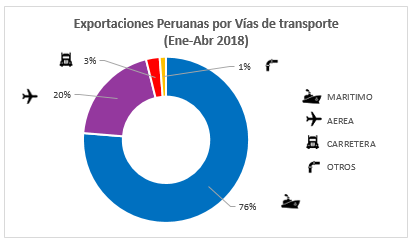 Exportaciones Peruanas por Vías de transporte
(Ene-Abr 2018)
3%
1%
20%
76%
MARITIMO
AEREA
CARRETERA
OTROS